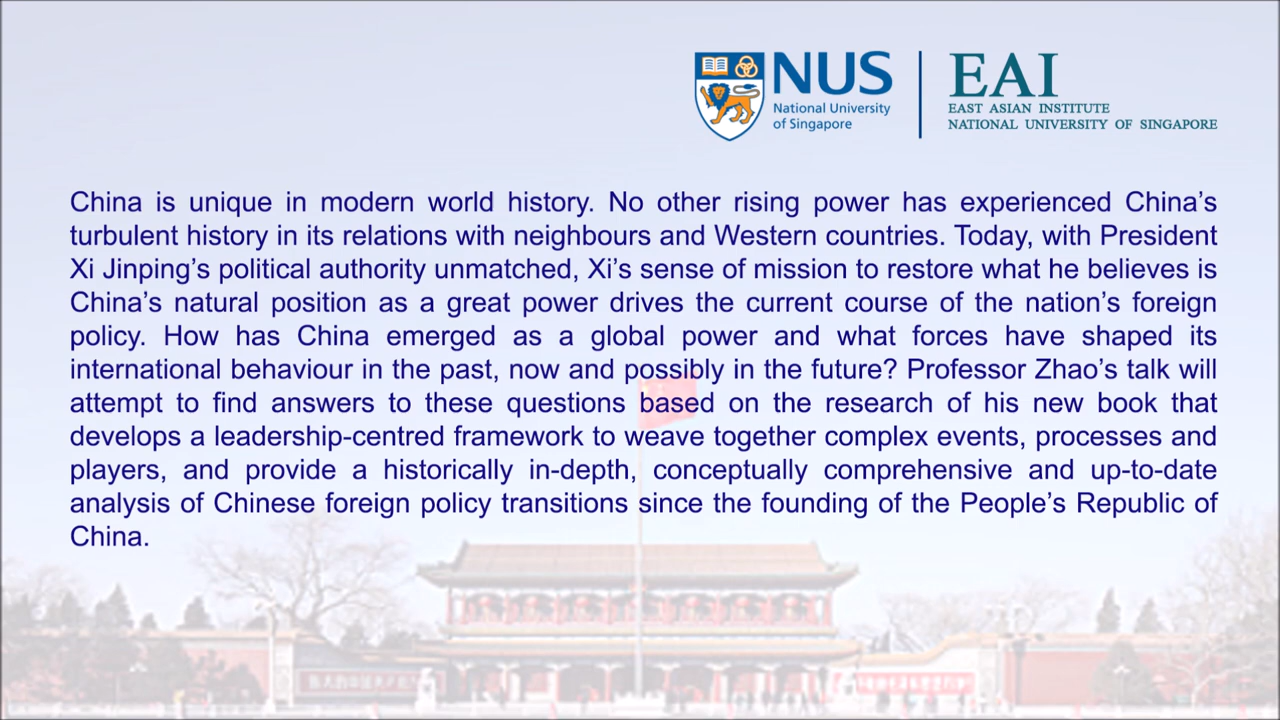 NUS
National University
of Singapore
EAI
EAST ASIAN INSTITUTE
NATIONAL UNIVERSITY OF SINGAPORE
China is unique in modern world history. No other rising power has experienced China’s
turbulent history in its relations with neighbours and Western countries. Today, with President
Xi Jinping’s political authority unmatched, Xi’s sense of mission to restore what he believes is
China’s natural position as a great power drives the current course of the nation’s foreign
policy. How has China emerged as a global power and what forces have shaped its
international behaviour in the past, now and possibly in the future? Professor Zhao’s talk will
attempt to find answers to these questions based on the research of his new book that
develops a leadership-centred framework to weave together complex events, processes and
players, and provide a historically in-depth, conceptually comprehensive and up-to-date
analysis of Chinese foreign policy transitions since the founding of the People’s Republic of
China.